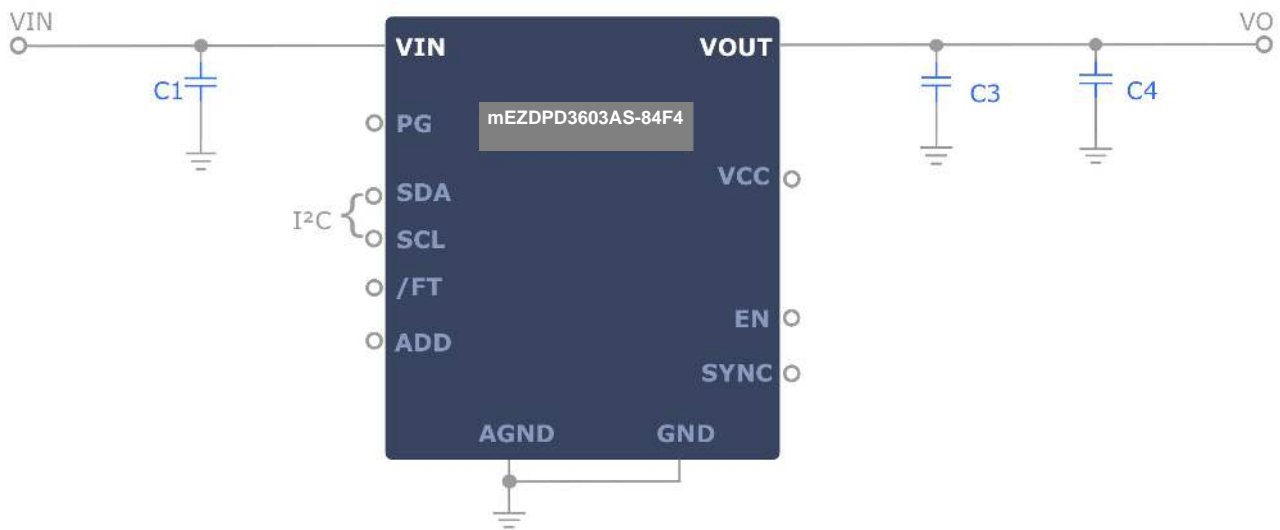 VIN
VO
VIN
VOUT
C1
C3
C4
mEZDPD3603AS-84F4
PG
VCC
SDA
I²C
SCL
/FT
EN
ADD
SYNC
AGND
GND